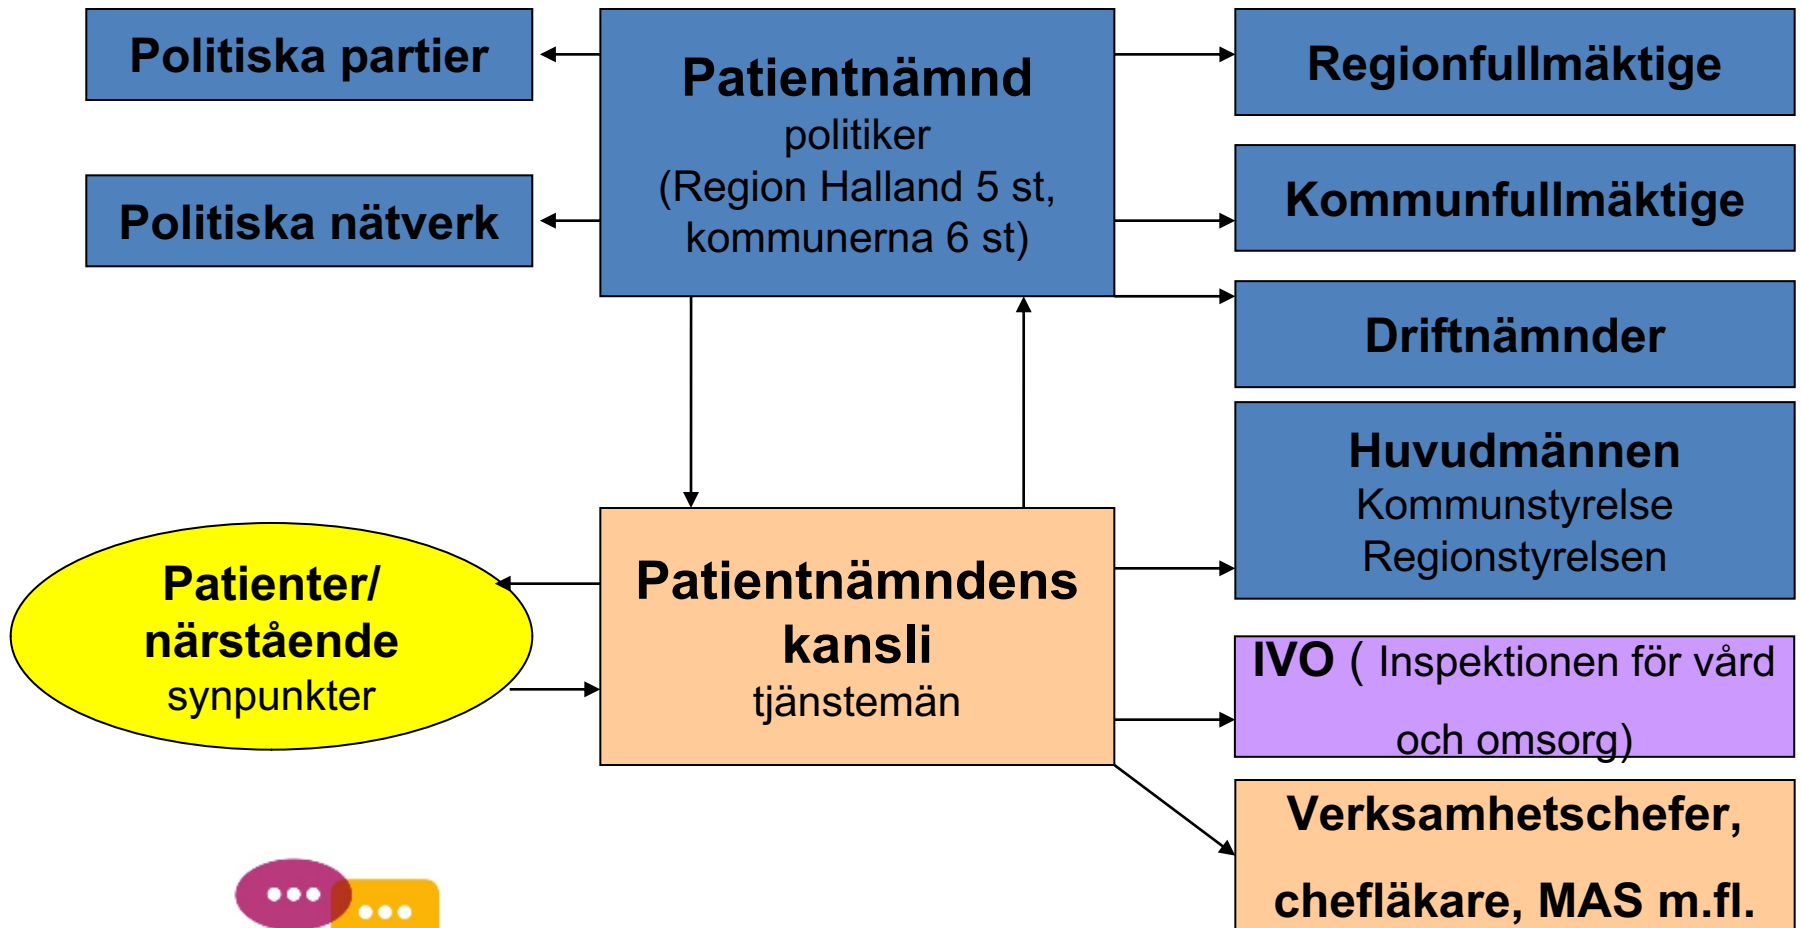 Politiska partier
Politiska nätverk
Patientnämnd
politiker
(Region Halland 5 st,
kommunerna 6 st)
Regionfullmäktige
Kommunfullmäktige
Driftnämnder
Huvudmännen
Kommunstyrelse
Regionstyrelsen
Patienter/
närstående
synpunkter
Patientnämndens
kansli
tjänstemän
IVO ( Inspektionen för vård
och omsorg)
Verksamhetschefer,
chefläkare, MAS m.fl.